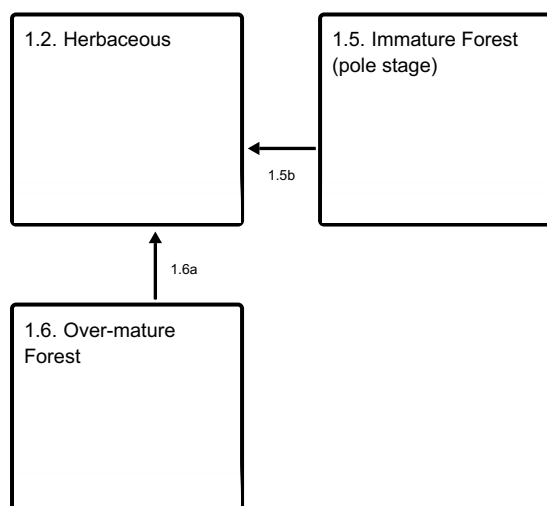 1.2. Herbaceous
1.5. Immature Forest
(pole stage)
1.5b
1.6a
1.6. Over-mature
Forest